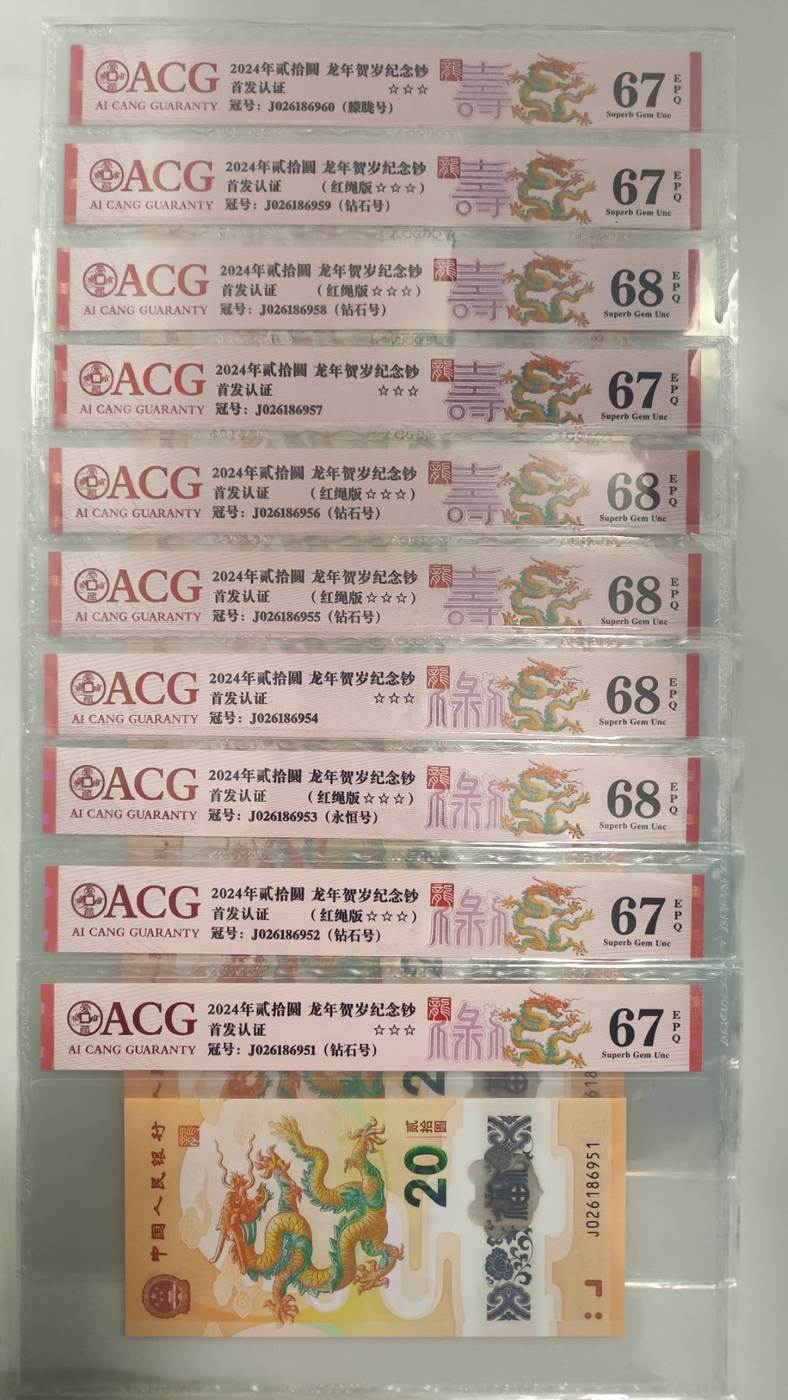 ACG 2024年贰拾圆 龙年贺岁纪念钞 67 EPQ
首发认证 ☆☆☆
AI CANG GUARANTY 冠号：J026186960（朦胧号） Superb Gem Unc
ACG 2024年贰拾圆 龙年贺岁纪念钞 67 EPQ
首发认证 （红绳版☆☆☆）
AI CANG GUARANTY 冠号：J026186959（钻石号） Superb Gem Unc
ACG 2024年贰拾圆 龙年贺岁纪念钞 68 EPQ
首发认证 （红绳版☆☆☆）
AI CANG GUARANTY 冠号：J026186958（钻石号） Superb Gem Unc
ACG 2024年贰拾圆 龙年贺岁纪念钞 67 EPQ
首发认证 ☆☆☆
AI CANG GUARANTY 冠号：J026186957 Superb Gem Unc
ACG 2024年贰拾圆 龙年贺岁纪念钞 68 EPQ
首发认证 （红绳版☆☆☆）
AI CANG GUARANTY 冠号：J026186956（钻石号） Superb Gem Unc
ACG 2024年贰拾圆 龙年贺岁纪念钞 68 EPQ
首发认证 （红绳版☆☆☆）
AI CANG GUARANTY 冠号：J026186955（钻石号） Superb Gem Unc
ACG 2024年贰拾圆 龙年贺岁纪念钞 68 EPQ
首发认证 ☆☆☆
AI CANG GUARANTY 冠号：J026186954 Superb Gem Unc
ACG 2024年贰拾圆 龙年贺岁纪念钞 68 EPQ
首发认证 （红绳版☆☆☆）
AI CANG GUARANTY 冠号：J026186953（永恒号） Superb Gem Unc
ACG 2024年贰拾圆 龙年贺岁纪念钞 67 EPQ
首发认证 （红绳版☆☆☆）
AI CANG GUARANTY 冠号：J026186952（钻石号） Superb Gem Unc
ACG 2024年贰拾圆 龙年贺岁纪念钞 67 EPQ
首发认证 ☆☆☆
AI CANG GUARANTY 冠号：J026186951（钻石号） Superb Gem Unc
中国人民银行
贰拾圆
20
J026186951